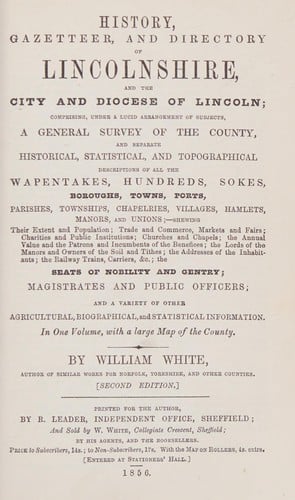 HISTORY,
GAZETTEER, AND DIRECTORY
OF
LINCOLNSHIRE,
AND THE
CITY AND DIOCESE OF LINCOLN;
COMPRISING, UNDER A LUCID ARRANGEMENT OF SUBJECTS,
A GENERAL SURVEY OF THE COUNTY,
AND SEPARATE
HISTORICAL, STATISTICAL, AND TOPOGRAPHICAL
DESCRIPTIONS OF ALL THE
WAPENTAKES, HUNDREDS, SOKES,
BOROUGHS, TOWNS, PORTS,
PARISHES, TOWNSHIPS, CHAPELRIES, VILLAGES, HAMLETS,
MANORS, AND UNIONS;—SHEWING
Their Extent and Population; Trade and Commerce, Markets and Fairs;
Charities and Public Institutions; Churches and Chapels; the Annual
Value and the Patrons and Incumbents of the Benefices; the Lords of the
Manors and Owners of the Soil and Tithes; the Addresses of the Inhabit-
ants; the Railway Trains, Carriers, &c.; the
SEATS OF NOBILITY AND GENTRY;
MAGISTRATES AND PUBLIC OFFICERS;
AND A VARIETY OF OTHER
AGRICULTURAL, BIOGRAPHICAL, and STATISTICAL INFORMATION.
In One Volume, with a large Map of the County.
BY WILLIAM WHITE,
AUTHOR OF SIMILAR WORKS FOR NORFOLK, YORKSHIRE, AND OTHER COUNTIES.
[SECOND EDITION.]
PRINTED FOR THE AUTHOR,
BY R. LEADER, INDEPENDENT OFFICE, SHEFFIELD;
And Sold by W. WHITE, Collegiate Crescent, Sheffield;
BY HIS AGENTS, AND THE BOOKSELLERS.
PRICE to Subscribers, 14s.; to Non-Subscribers, 17s. WITH THE MAP ON ROLLERS, 4s. extra.
[ENTERED AT STATIONERS' HALL.]
1856.